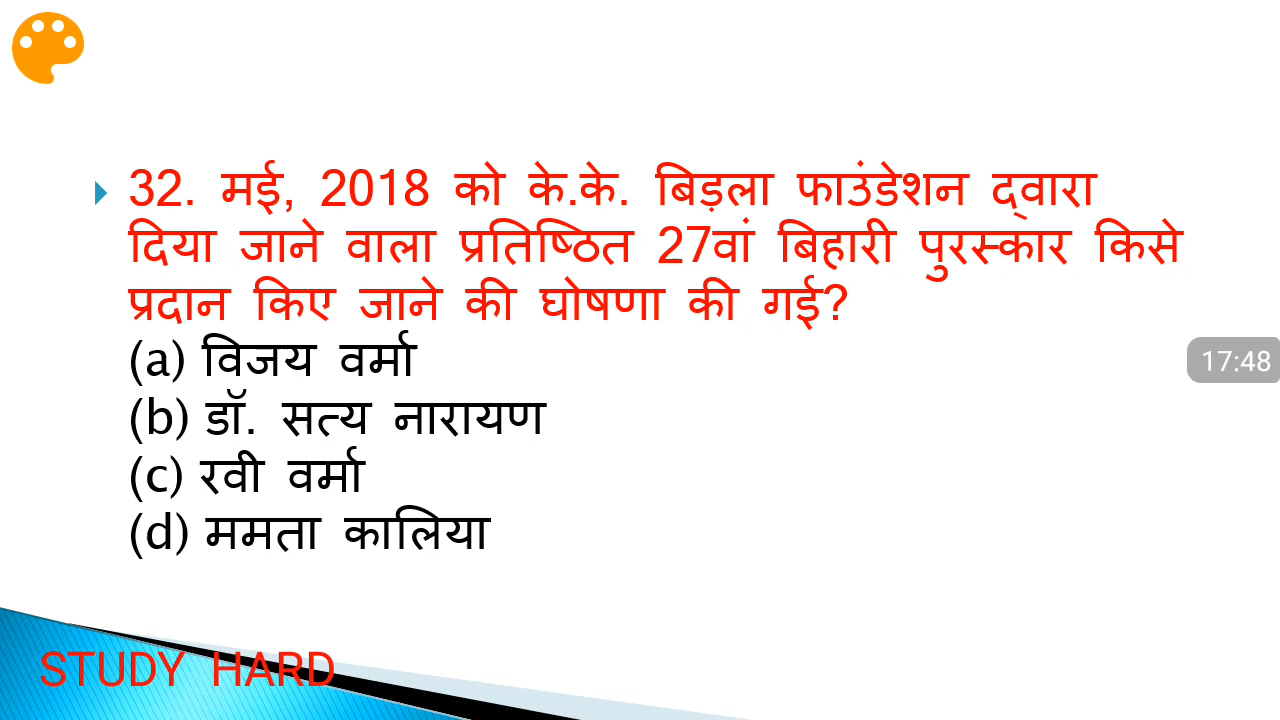 32. मई, 2018 को के.के. बिड़ला फाउंडेशन द्वारा
दिया जाने वाला प्रतिष्ठित 27वां बिहारी पुरस्कार किसे
प्रदान किए जाने की घोषणा की गई?
(a) विजय वर्मा
(b) डॉ. सत्य नारायण
(c) रवी वर्मा
(d) ममता कालिया
17:48
STUDY HARD